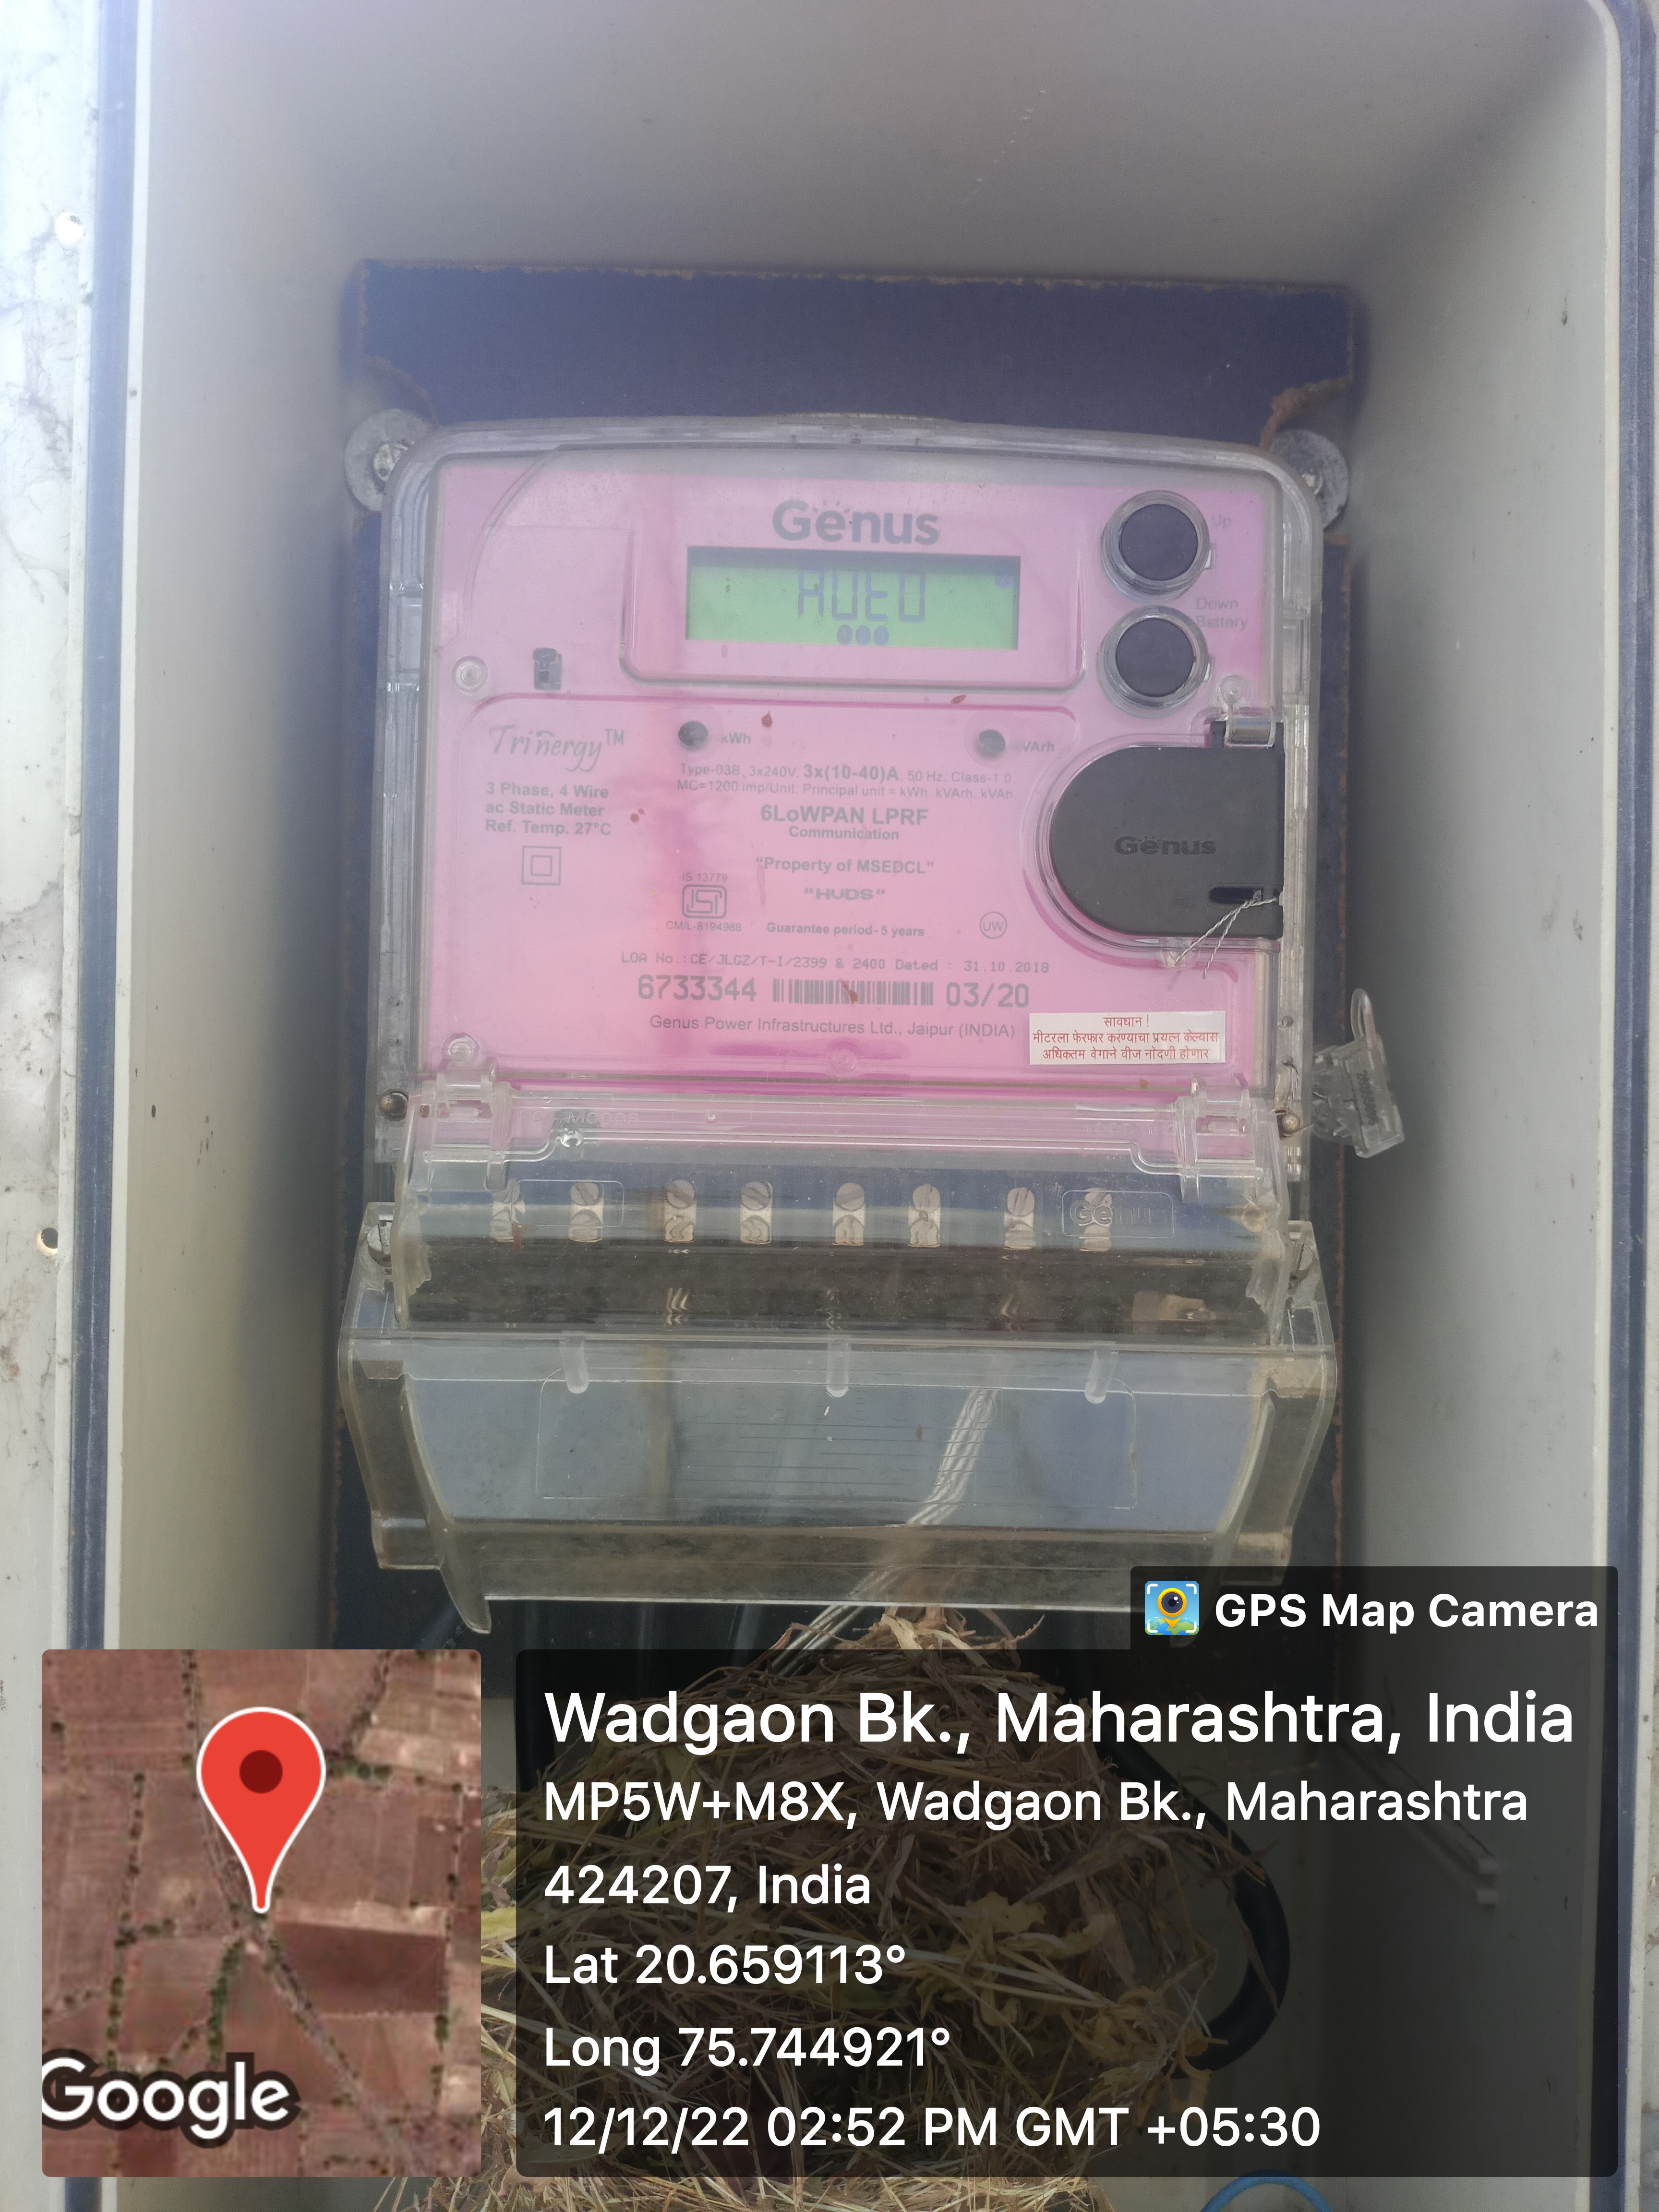 Genus
Up
Down
Battery
Trinergy™
kWh
VArh
Type-03B, 3x240V, 3x(10-40)A, 50 Hz, Class-1.0
MC=1200 imp/Unit. Principal unit = kWh, kVArh, kVAh
3 Phase, 4 Wire
ac Static Meter
Ref. Temp. 27°C
6LoWPAN LPRF
Communication
"Property of MSEDCL"
"HVDS"
IS 13779
ISI
CM/L-8194988
Guarantee period - 5 years
UW
Genus
LOA No.:CE/JLGZ/T-I/2399 & 2400 Dated : 31.10.2018
6733344 03/20
Genus Power Infrastructures Ltd., Jaipur (INDIA)
सावधान !
मीटरला फेरफार करण्याचा प्रयत्न केल्यास
अधिकतम वेगाने वीज नोंदणी होणार
Genus
GPS Map Camera
Wadgaon Bk., Maharashtra, India
MP5W+M8X, Wadgaon Bk., Maharashtra
424207, India
Lat 20.659113°
Long 75.744921°
12/12/22 02:52 PM GMT +05:30
Google